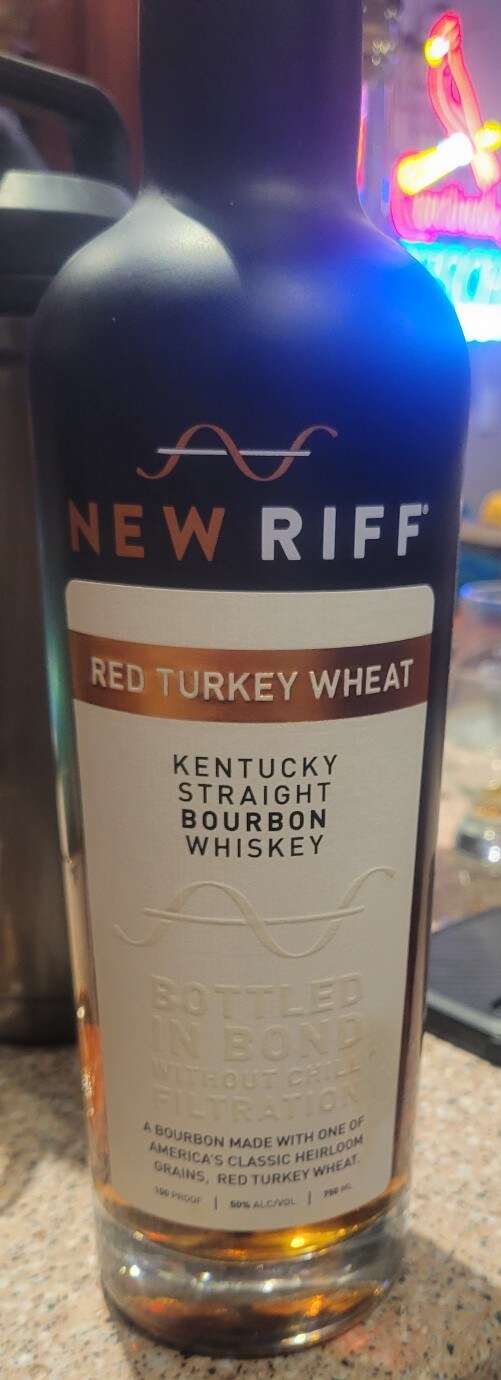 NEW RIFF®
RED TURKEY WHEAT
KENTUCKY
STRAIGHT
BOURBON
WHISKEY
BOTTLED
IN BOND
WITHOUT CHILL
FILTRATION
A BOURBON MADE WITH ONE OF
AMERICA'S CLASSIC HEIRLOOM
GRAINS, RED TURKEY WHEAT.
100 PROOF | 50% ALC/VOL | 750 ML